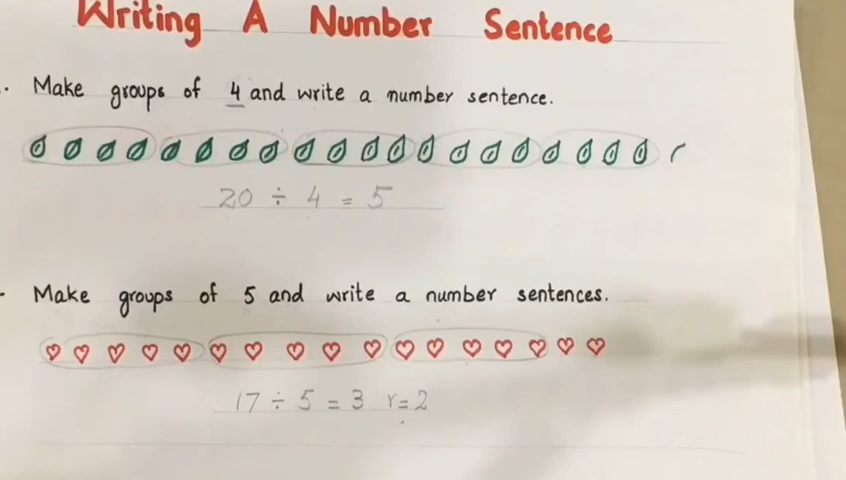 Writing A Number Sentence
. Make groups of 4 and write a number sentence.
20 ÷ 4 = 5
- Make groups of 5 and write a number sentences.
17 ÷ 5 = 3 r=2